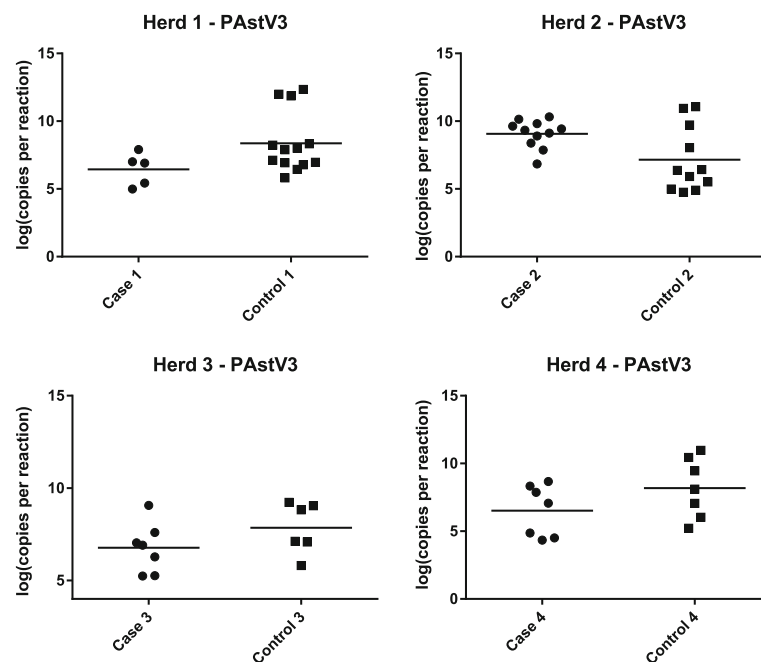 Herd 1 - PAstV3
log(copies per reaction)
15
10
5
0
Case 1
Control 1
Herd 2 - PAstV3
log(copies per reaction)
15
10
5
0
Case 2
Control 2
Herd 3 - PAstV3
log(copies per reaction)
15
10
5
Case 3
Control 3
Herd 4 - PAstV3
log(copies per reaction)
15
10
5
0
Case 4
Control 4